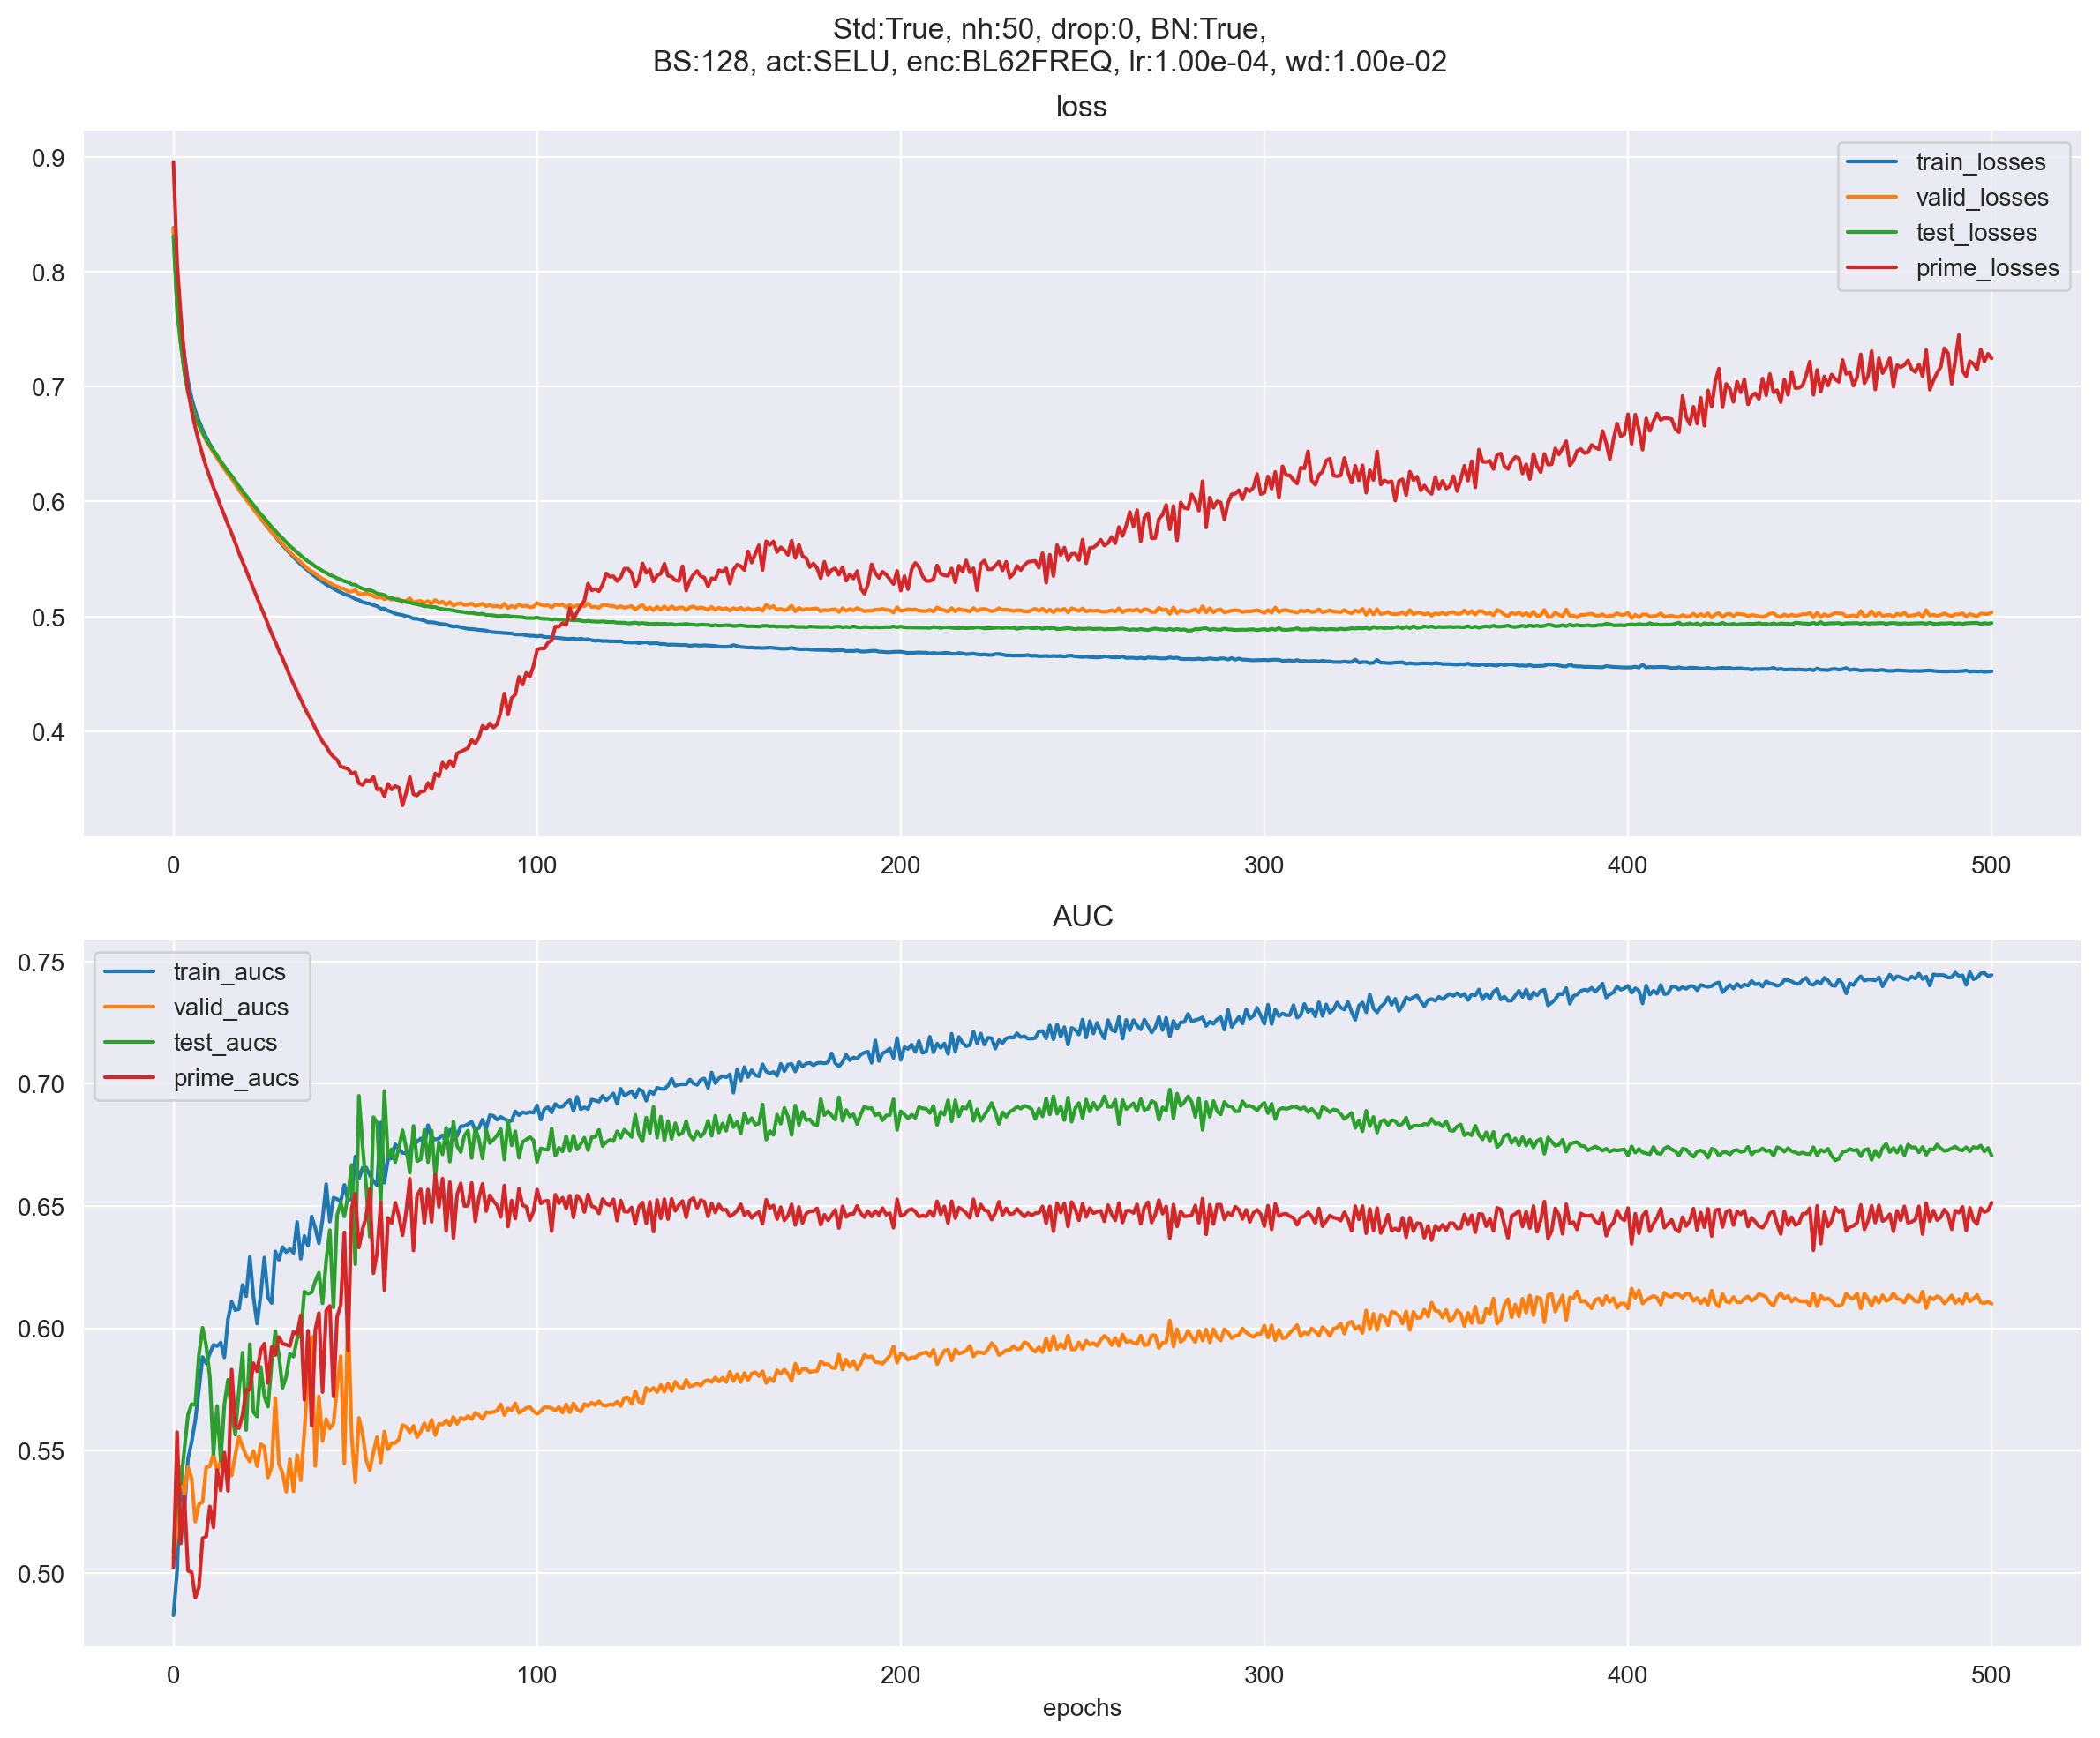 Std:True, nh:50, drop:0, BN:True,
BS:128, act:SELU, enc:BL62FREQ, lr:1.00e-04, wd:1.00e-02
loss
0.9
0.8
0.7
0.6
0.5
0.4
train_losses
valid_losses
test_losses
prime_losses
0 100 200 300 400 500
AUC
0.75
0.70
0.65
0.60
0.55
0.50
train_aucs
valid_aucs
test_aucs
prime_aucs
0 100 200 300 400 500
epochs